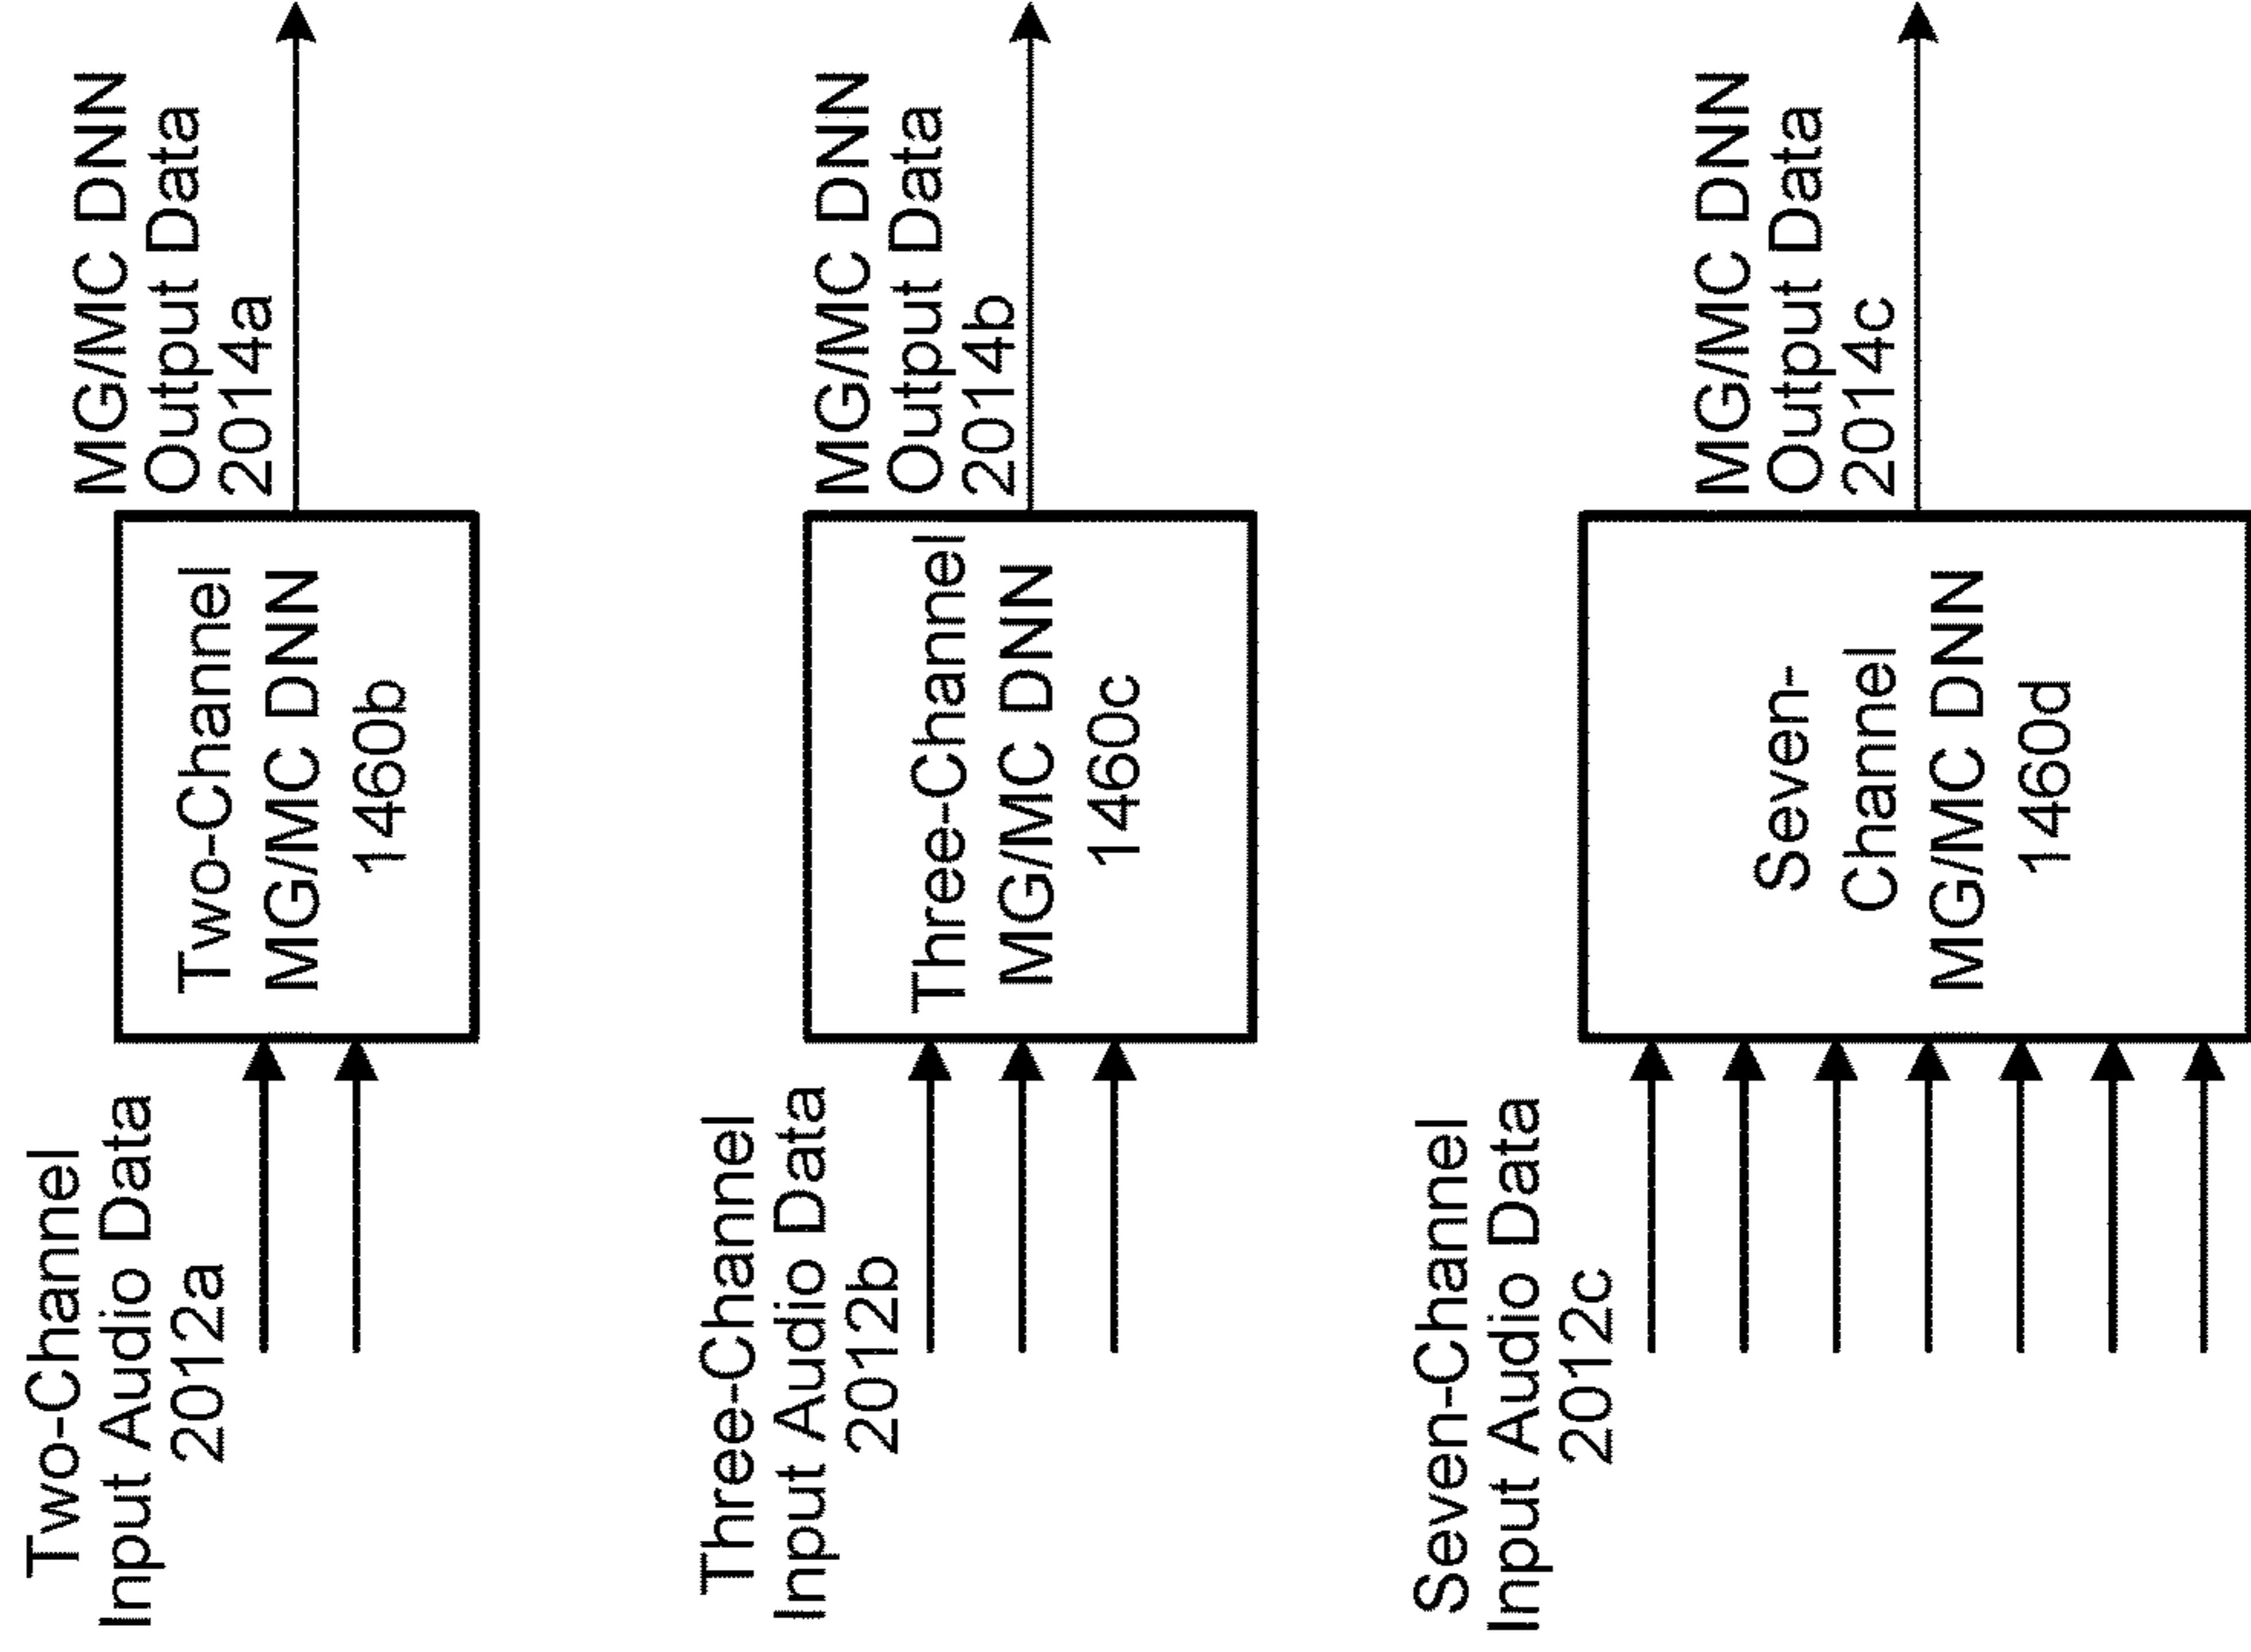 Two-Channel
Input Audio Data
2012a
Two-Channel
MG/MC DNN
1460b
MG/MC DNN
Output Data
2014a
Three-Channel
Input Audio Data
2012b
Three-Channel
MG/MC DNN
1460c
MG/MC DNN
Output Data
2014b
Seven-Channel
Input Audio Data
2012c
Seven-
Channel
MG/MC DNN
1460d
MG/MC DNN
Output Data
2014c